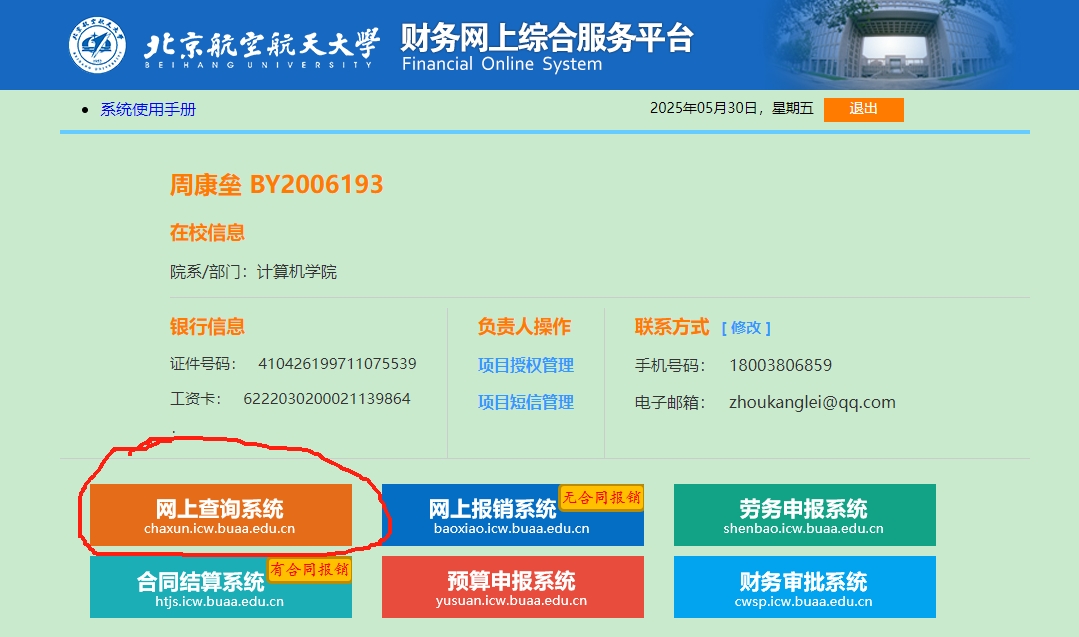 北京航空航天大学
BEIHANG UNIVERSITY
财务网上综合服务平台
Financial Online System
系统使用手册
2025年05月30日，星期五
退出
周康垒 BY2006193
在校信息
院系/部门：计算机学院
银行信息
证件号码： 410426199711075539
工资卡： 6222030200021139864
.
负责人操作
项目授权管理
项目短信管理
联系方式 [ 修改 ]
手机号码： 18003806859
电子邮箱： zhoukanglei@qq.com
网上查询系统
chaxun.icw.buaa.edu.cn
网上报销系统
无合同报销
baoxiao.icw.buaa.edu.cn
劳务申报系统
shenbao.icw.buaa.edu.cn
合同结算系统
有合同报销
htjs.icw.buaa.edu.cn
预算申报系统
yusuan.icw.buaa.edu.cn
财务审批系统
cwsp.icw.buaa.edu.cn